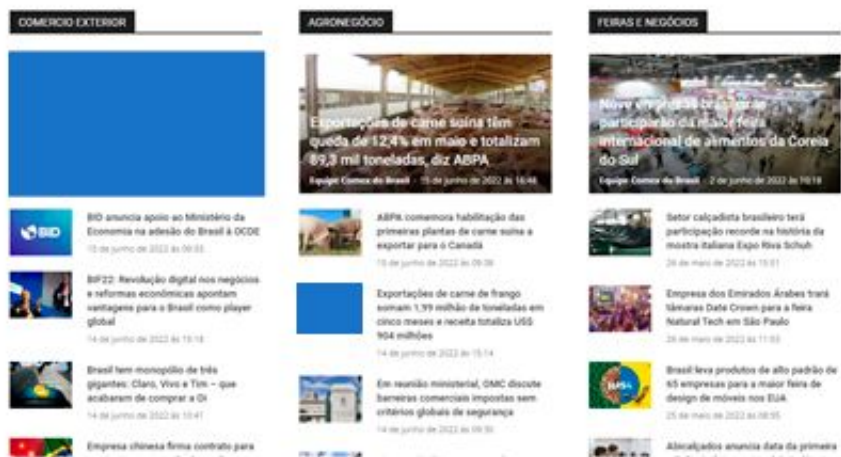 COMERCIO EXTERIOR
BID
BID anuncia apoio ao Ministério da
Economia na adesão do Brasil à OCDE
15 de junho de 2022 às
BIF22: Revolução digital nos negócios
e reformas econômicas apontam
vantagens para o Brasil como player
global
14 de junho de 2022 às 15:18
Brasil tem monopólio de três
gigantes: Claro, Vivo e Tim – que
acabaram de comprar a Oi
14 de junho de 2022 às 10:41
Empresa chinesa firma contrato para
AGRONEGÓCIO
Exportações de carne suína têm
queda de 12,4% em maio e totalizam
89,3 mil toneladas, diz ABPA
Equipe Comex do Brasil - 15 de junho de 2022 às 16:48
ABPA comemora habilitação das
primeiras plantas de carne suína a
exportar para o Canadá
15 de junho de 2022 às 09:38
Exportações de carne de frango
somam 1,99 milhão de toneladas em
cinco meses e receita totaliza US$
904 milhões
14 de junho de 2022 às 15:14
Em reunião ministerial, OMC discute
barreiras comerciais impostas sem
critérios globais de segurança
14 de junho de 2022 às 09:30
FEIRAS E NEGÓCIOS
Nove empresas brasileiras
participarão da maior feira
internacional de alimentos da Coreia
do Sul
Equipe Comex do Brasil - 2 de junho de 2022 às 10:18
Setor calçadista brasileiro terá
participação recorde na história da
mostra italiana Expo Riva Schuh
26 de maio de 2022 às 15:51
Empresa dos Emirados Árabes trará
tâmaras Date Crown para a feira
Natural Tech em São Paulo
26 de maio de 2022 às 11:53
Brasil leva produtos de alto padrão de
65 empresas para a maior feira de
design de móveis nos EUA
25 de maio de 2022 às 08:55
Abicalçados anuncia data da primeira